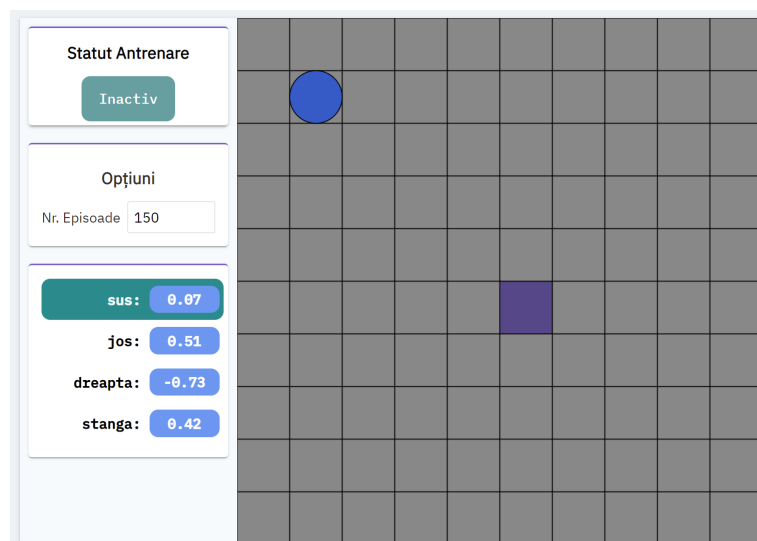 Statut Antrenare
Inactiv
Opțiuni
Nr. Episoade 150
sus: 0.07
jos: 0.51
dreapta: -0.73
stanga: 0.42